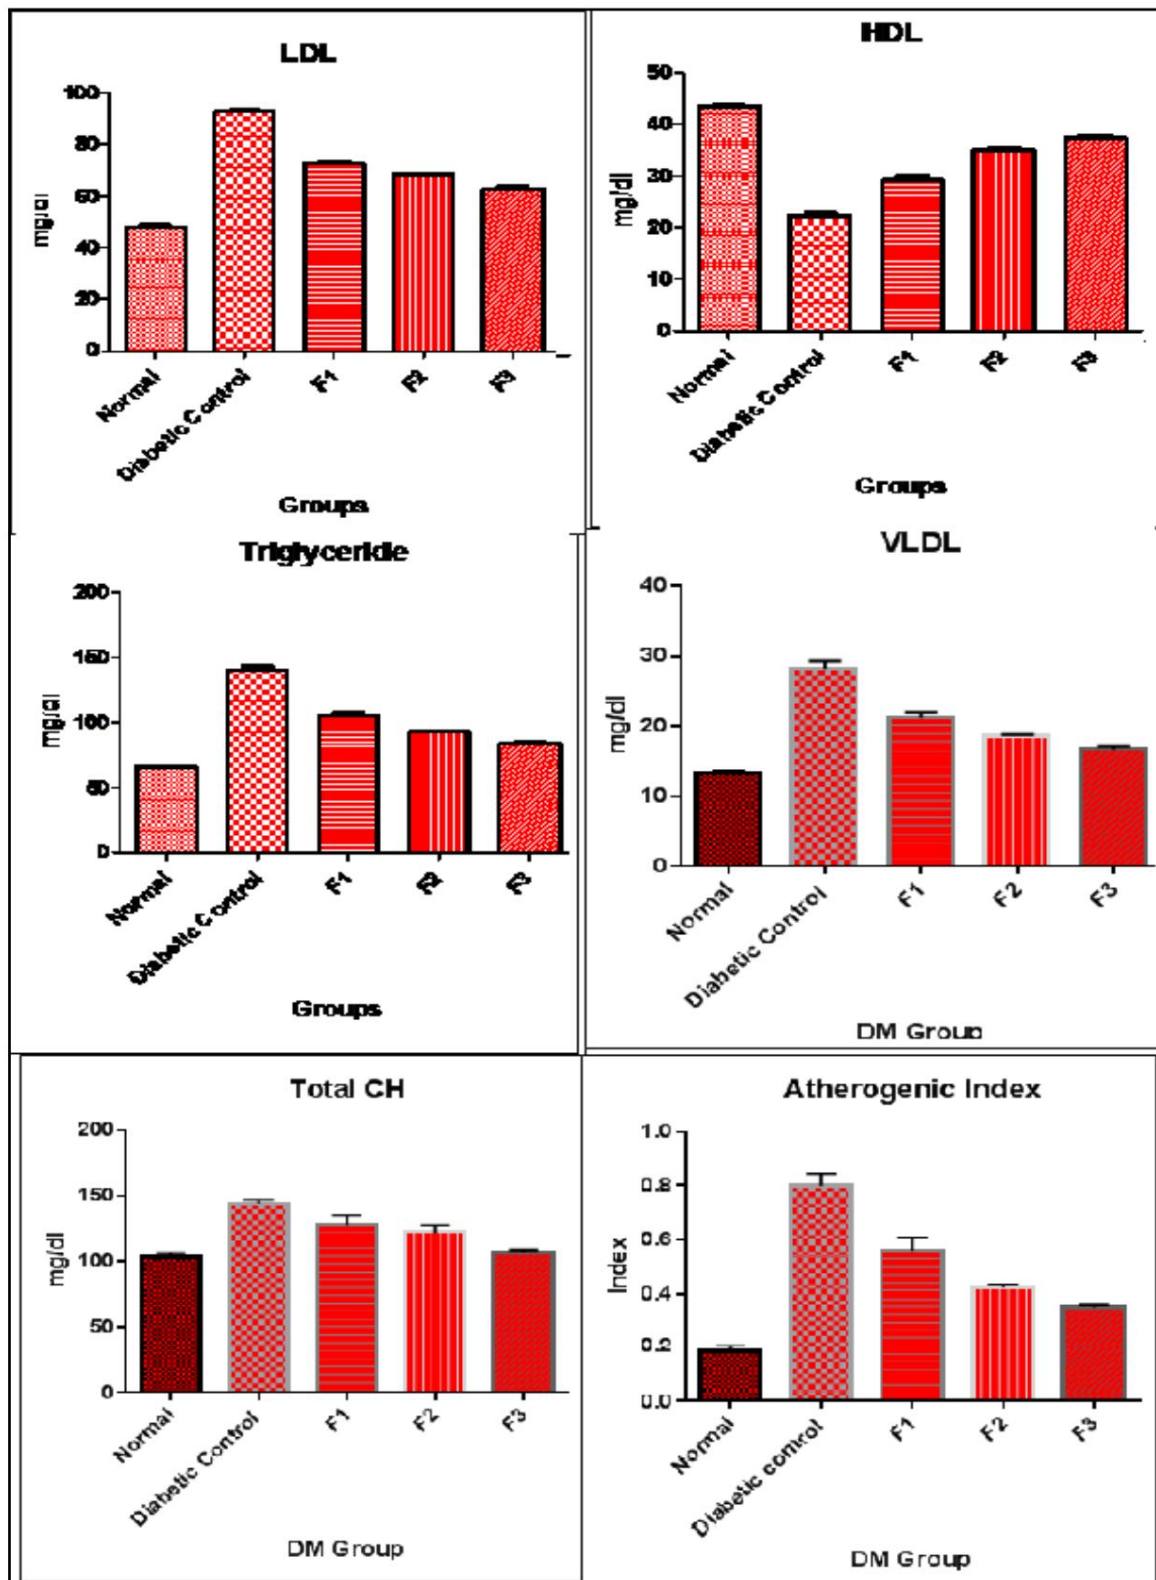 LDL
100
80
60
40
20
0
mg/dl
Normal
Diabetic Control
F1
F2
F3
Groups
HDL
50
40
30
20
10
0
mg/dl
Normal
Diabetic Control
F1
F2
F3
Groups
Triglyceride
200
150
100
50
0
mg/dl
Normal
Diabetic Control
F1
F2
F3
Groups
VLDL
40
30
20
10
0
mg/dl
Normal
Diabetic Control
F1
F2
F3
DM Group
Total CH
200
150
100
50
0
mg/dl
Normal
Diabetic Control
F1
F2
F3
DM Group
Atherogenic Index
1.0
0.8
0.6
0.4
0.2
0.0
Index
Normal
Diabetic control
F1
F2
F3
DM Group